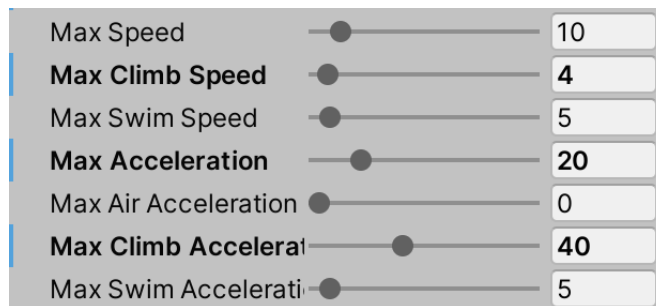 Max Speed 10
Max Climb Speed 4
Max Swim Speed 5
Max Acceleration 20
Max Air Acceleration 0
Max Climb Accelerat 40
Max Swim Accelerati 5